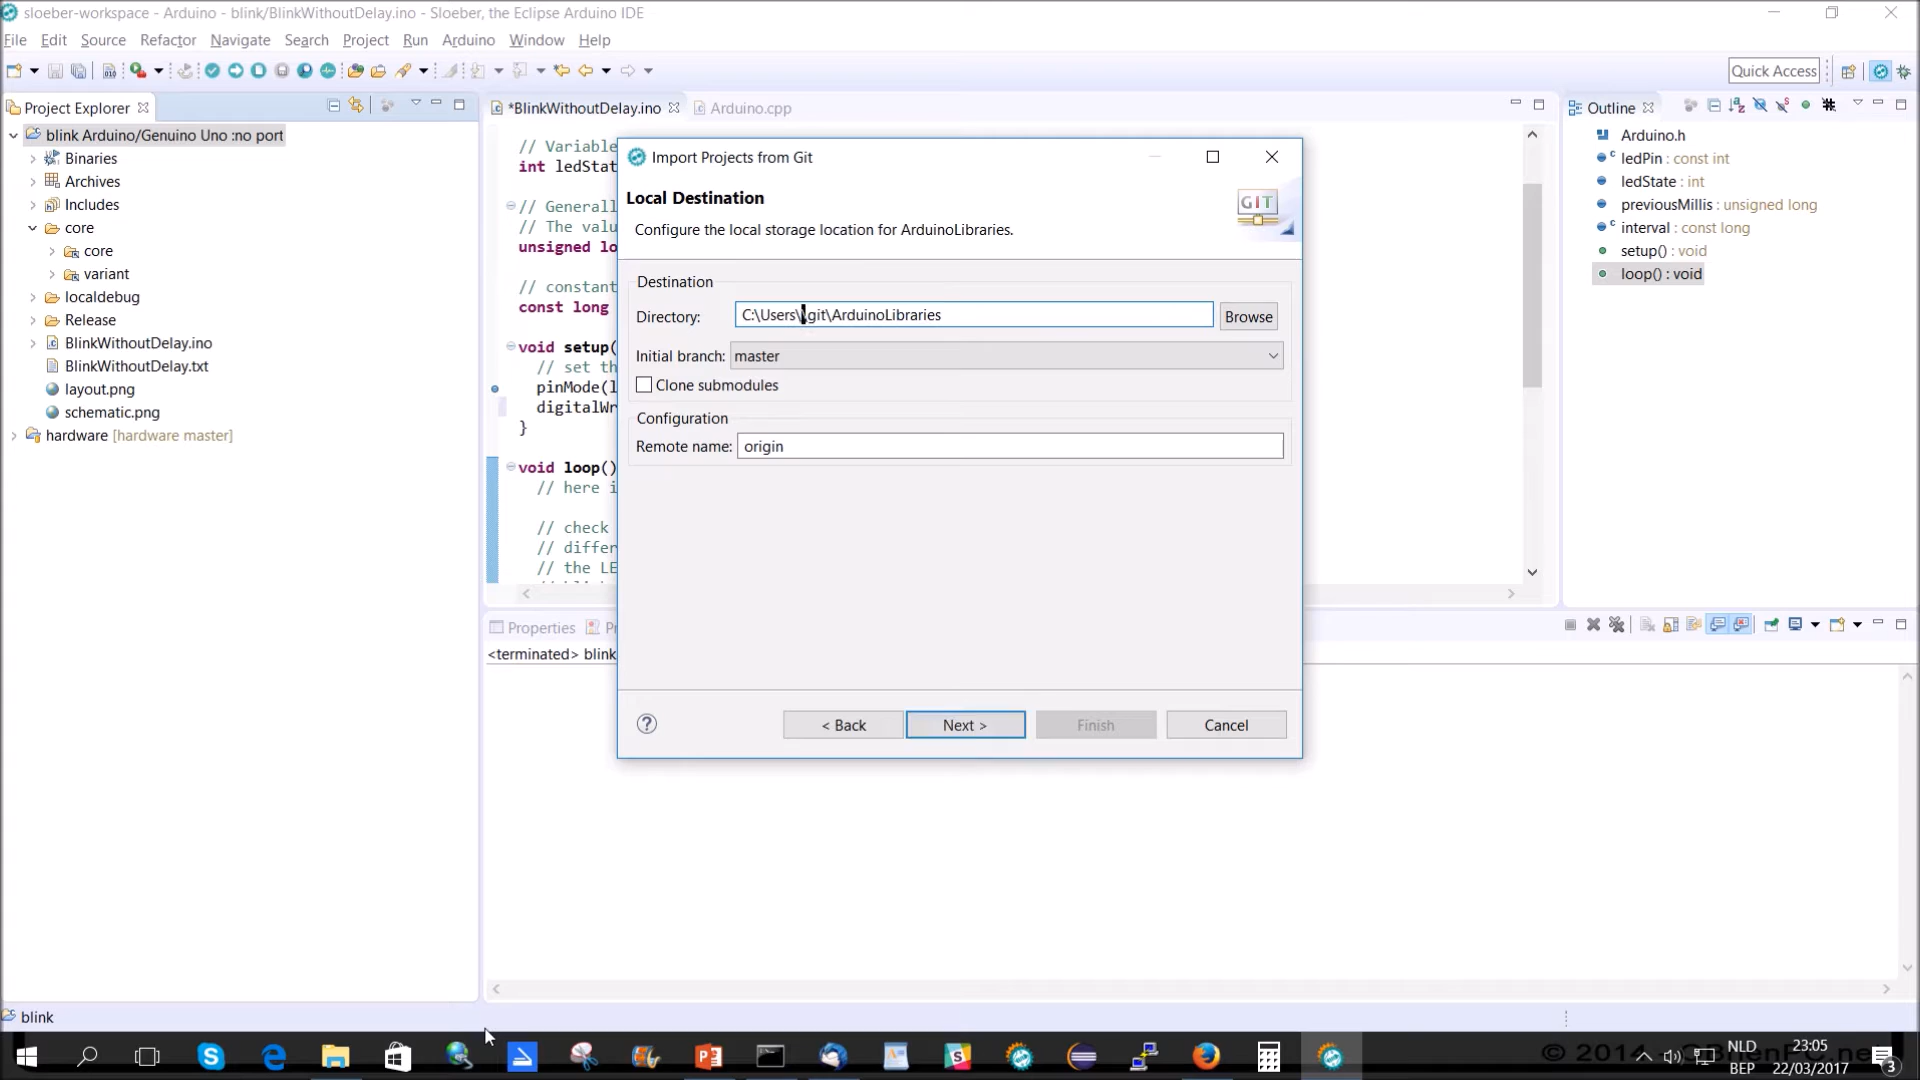 sloeber-workspace - Arduino - blink/BlinkWithoutDelay.ino - Sloeber, the Eclipse Arduino IDE
File Edit Source Refactor Navigate Search Project Run Arduino Window Help
Quick Access
Project Explorer
blink Arduino/Genuino Uno :no port
Binaries
Archives
Includes
core
core
variant
localdebug
Release
BlinkWithoutDelay.ino
BlinkWithoutDelay.txt
layout.png
schematic.png
hardware [hardware master]
*BlinkWithoutDelay.ino
Arduino.cpp
// Variable
int ledStat
// Generall
// The valu
unsigned lo
// constant
const long
void setup(
// set th
pinMode(l
digitalWr
}
void loop()
// here i
// check
// differ
// the LE
Import Projects from Git
Local Destination
Configure the local storage location for ArduinoLibraries.
GIT
Destination
Directory: C:\Users\ git\ArduinoLibraries Browse
Initial branch: master
Clone submodules
Configuration
Remote name: origin
< Back Next > Finish Cancel
Outline
Arduino.h
ledPin : const int
ledState : int
previousMillis : unsigned long
interval : const long
setup() : void
loop() : void
Properties
<terminated> blink
blink
NLD
BEP
23:05
22/03/2017
3